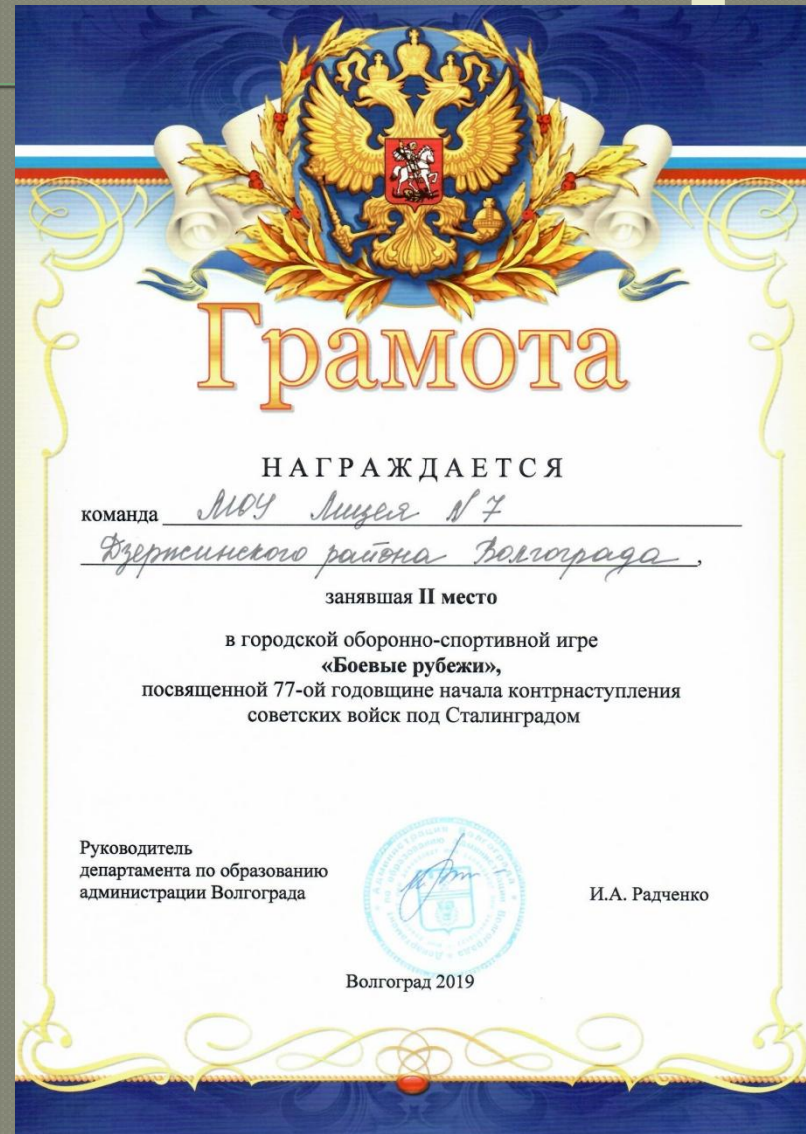 Грамота
НАГРАЖДАЕТСЯ
команда МОУ Лицея № 7
Дзержинского района Волгограда,
занявшая II место
в городской оборонно-спортивной игре
«Боевые рубежи»,
посвященной 77-ой годовщине начала контрнаступления
советских войск под Сталинградом
Руководитель
департамента по образованию
администрации Волгограда
И.А. Радченко
Волгоград 2019